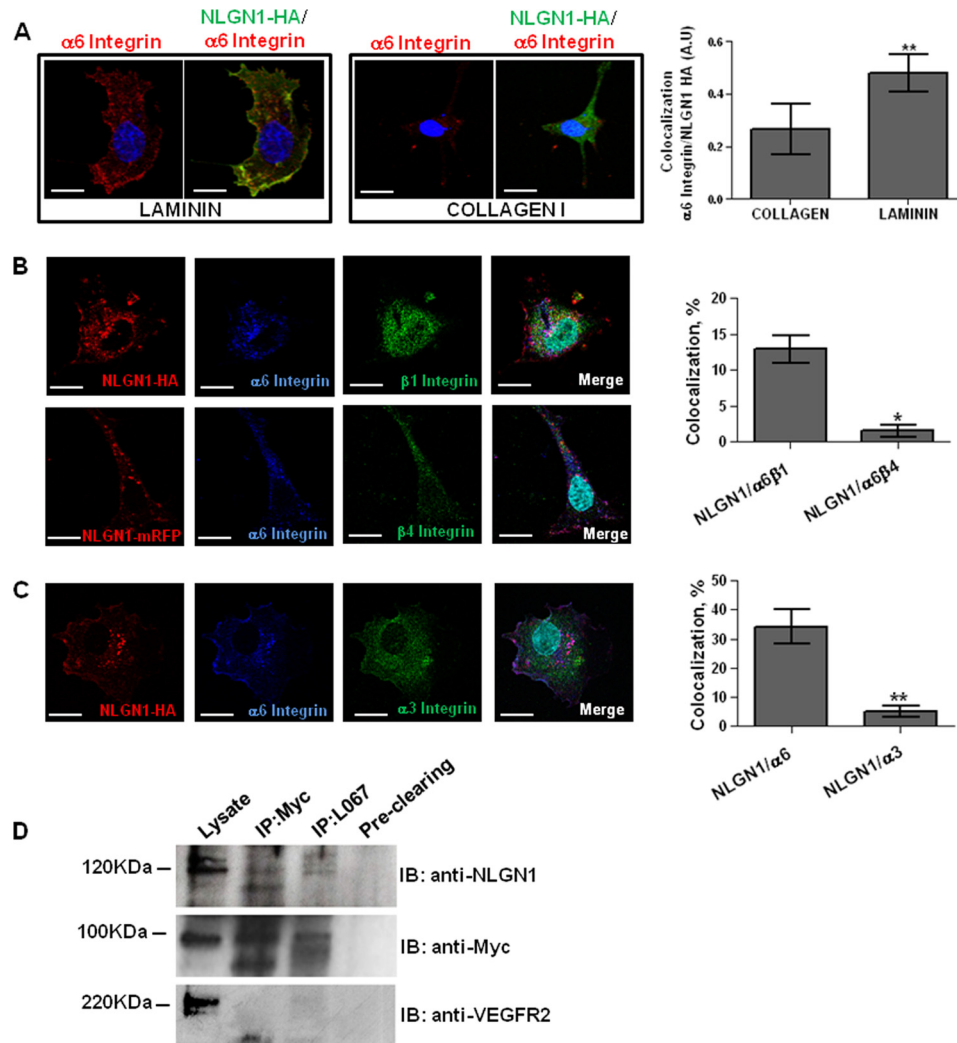 A
α6 Integrin
NLGN1-HA/
α6 Integrin
α6 Integrin
NLGN1-HA/
α6 Integrin
LAMININ
COLLAGEN I
Colocalization
α6 Integrin/NLGN1 HA (A.U)
0.6
0.4
0.2
0.0
**
COLLAGEN
LAMININ
B
NLGN1-HA
α6 Integrin
β1 Integrin
Merge
NLGN1-mRFP
α6 Integrin
β4 Integrin
Merge
Colocalization, %
20
15
10
5
0
*
NLGN1/α6β1
NLGN1/α6β4
C
NLGN1-HA
α6 Integrin
α3 Integrin
Merge
Colocalization, %
50
40
30
20
10
0
**
NLGN1/α6
NLGN1/α3
D
Lysate
IP:Myc
IP:L067
Pre-clearing
120KDa
IB: anti-NLGN1
100KDa
IB: anti-Myc
220KDa
IB: anti-VEGFR2